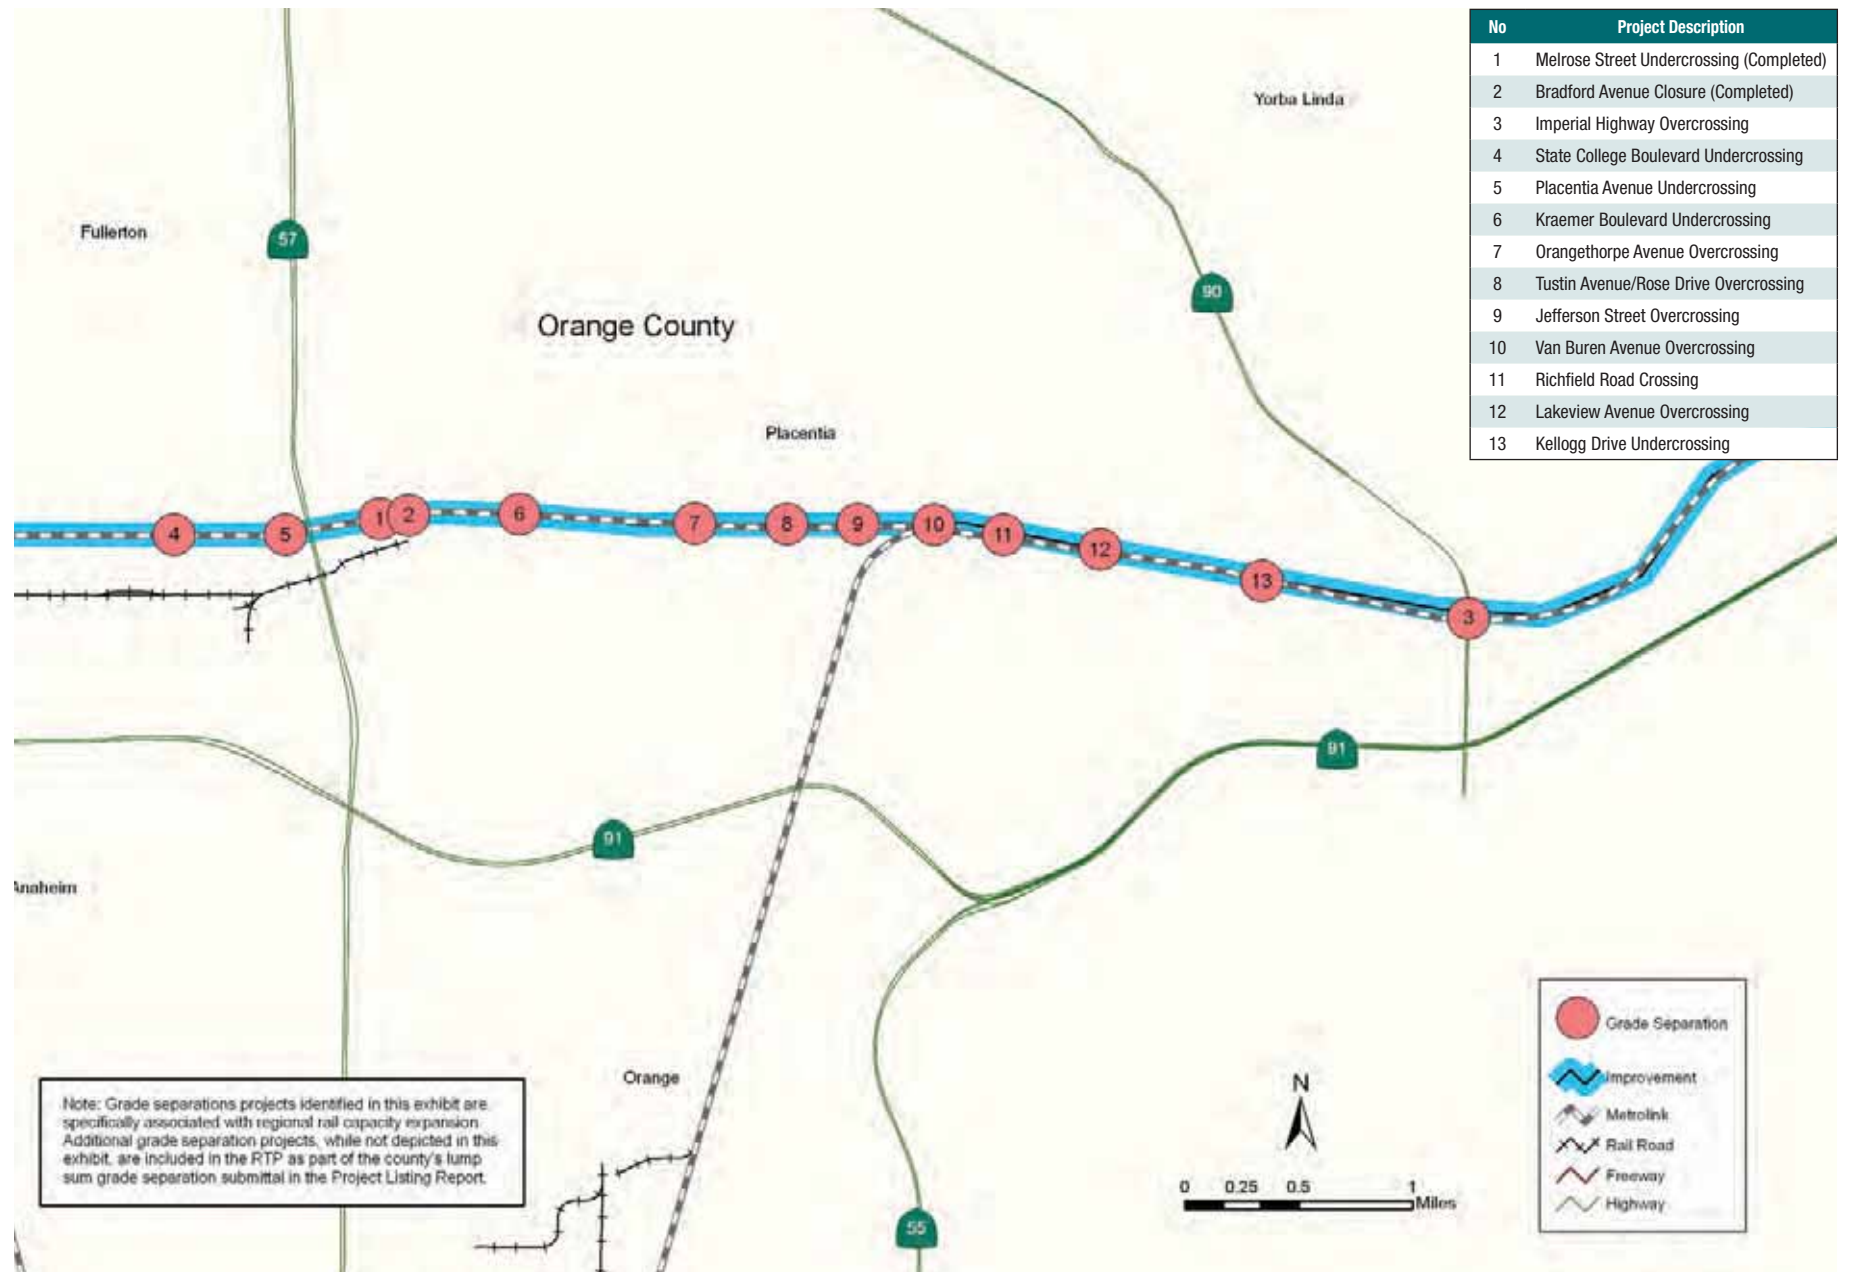 No Project Description
1 Melrose Street Undercrossing (Completed)
2 Bradford Avenue Closure (Completed)
3 Imperial Highway Overcrossing
4 State College Boulevard Undercrossing
5 Placentia Avenue Undercrossing
6 Kraemer Boulevard Undercrossing
7 Orangethorpe Avenue Overcrossing
8 Tustin Avenue/Rose Drive Overcrossing
9 Jefferson Street Overcrossing
10 Van Buren Avenue Overcrossing
11 Richfield Road Crossing
12 Lakeview Avenue Overcrossing
13 Kellogg Drive Undercrossing
Yorba Linda
Fullerton
57
90
Orange County
Placentia
4
5
1
2
6
7
8
9
10
11
12
13
3
91
91
Anaheim
Orange
55
Note: Grade separations projects identified in this exhibit are
specifically associated with regional rail capacity expansion.
Additional grade separation projects, while not depicted in this
exhibit, are included in the RTP as part of the county's lump
sum grade separation submittal in the Project Listing Report.
N
0 0.25 0.5 1
Miles
Grade Separation
Improvement
Metrolink
Rail Road
Freeway
Highway